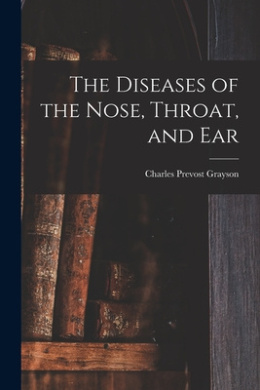 The Diseases of
the Nose, Throat,
and Ear
Charles Prevost Grayson